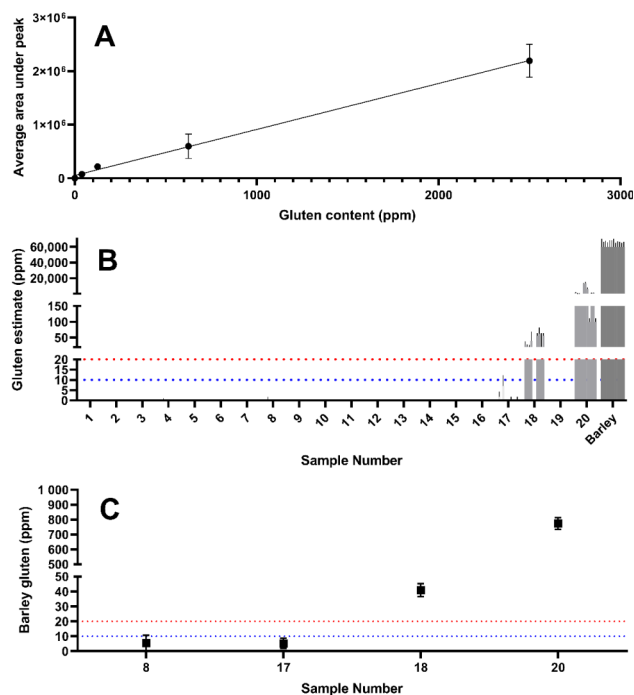 A
Average area under peak
3×10⁶
2×10⁶
1×10⁶
0
0 1000 2000 3000
Gluten content (ppm)
B
Gluten estimate (ppm)
60,000
40,000
20,000
150
100
50
20
15
10
5
0
1 2 3 4 5 6 7 8 9 10 11 12 13 14 15 16 17 18 19 20 Barley
Sample Number
C
Barley gluten (ppm)
1 000
900
800
700
600
500
50
40
30
20
10
0
8 17 18 20
Sample Number